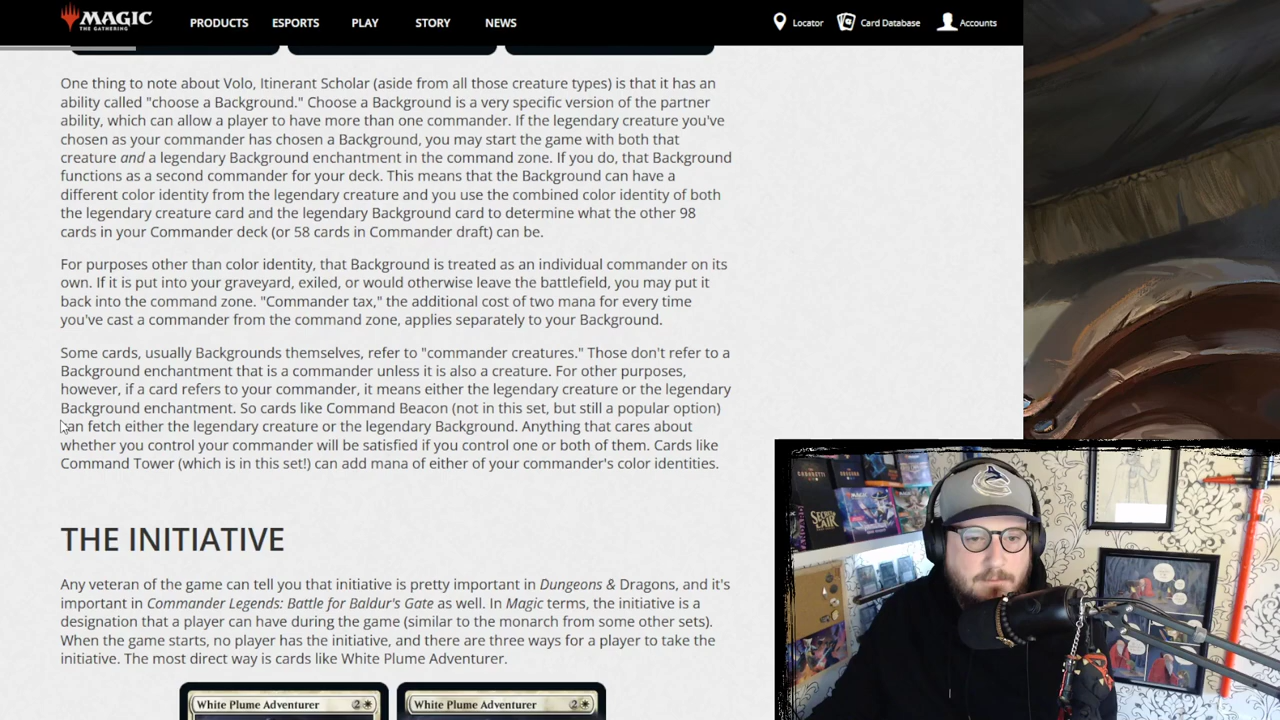 MAGIC
THE GATHERING
PRODUCTS ESPORTS PLAY STORY NEWS
Locator Card Database Accounts
One thing to note about Volo, Itinerant Scholar (aside from all those creature types) is that it has an
ability called "choose a Background." Choose a Background is a very specific version of the partner
ability, which can allow a player to have more than one commander. If the legendary creature you've
chosen as your commander has chosen a Background, you may start the game with both that
creature and a legendary Background enchantment in the command zone. If you do, that Background
functions as a second commander for your deck. This means that the Background can have a
different color identity from the legendary creature and you use the combined color identity of both
the legendary creature card and the legendary Background card to determine what the other 98
cards in your Commander deck (or 58 cards in Commander draft) can be.
For purposes other than color identity, that Background is treated as an individual commander on its
own. If it is put into your graveyard, exiled, or would otherwise leave the battlefield, you may put it
back into the command zone. "Commander tax," the additional cost of two mana for every time
you've cast a commander from the command zone, applies separately to your Background.
Some cards, usually Backgrounds themselves, refer to "commander creatures." Those don't refer to a
Background enchantment that is a commander unless it is also a creature. For other purposes,
however, if a card refers to your commander, it means either the legendary creature or the legendary
Background enchantment. So cards like Command Beacon (not in this set, but still a popular option)
can fetch either the legendary creature or the legendary Background. Anything that cares about
whether you control your commander will be satisfied if you control one or both of them. Cards like
Command Tower (which is in this set!) can add mana of either of your commander's color identities.
THE INITIATIVE
Any veteran of the game can tell you that initiative is pretty important in Dungeons & Dragons, and it's
important in Commander Legends: Battle for Baldur's Gate as well. In Magic terms, the initiative is a
designation that a player can have during the game (similar to the monarch from some other sets).
When the game starts, no player has the initiative, and there are three ways for a player to take the
initiative. The most direct way is cards like White Plume Adventurer.
White Plume Adventurer 2
White Plume Adventurer 2
SECRET
LAIR